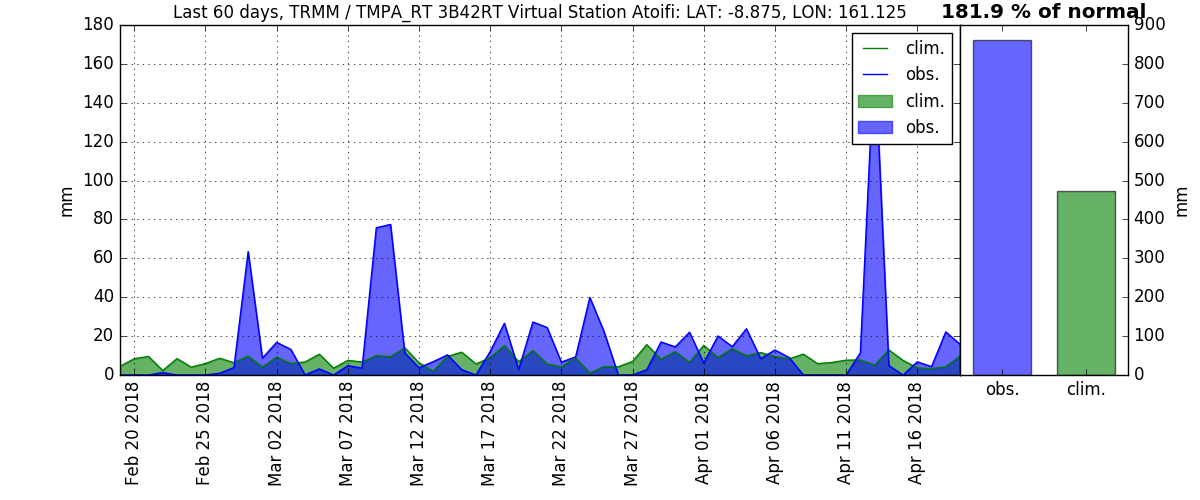 Last 60 days, TRMM / TMPA_RT 3B42RT Virtual Station Atoifi: LAT: -8.875, LON: 161.125
181.9 % of normal
180
160
140
120
100
80
60
40
20
0
mm
clim.
obs.
clim.
obs.
900
800
700
600
500
400
300
200
100
0
mm
Feb 20 2018
Feb 25 2018
Mar 02 2018
Mar 07 2018
Mar 12 2018
Mar 17 2018
Mar 22 2018
Mar 27 2018
Apr 01 2018
Apr 06 2018
Apr 11 2018
Apr 16 2018
obs.
clim.